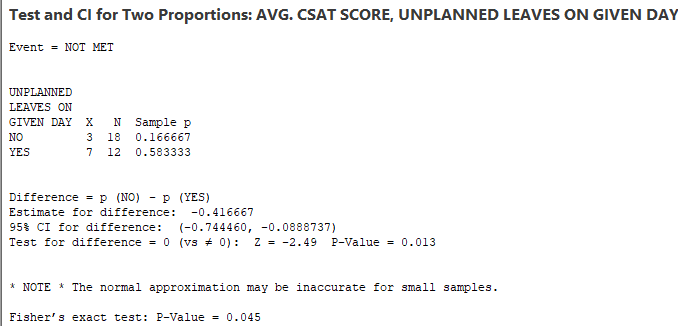 Test and CI for Two Proportions: AVG. CSAT SCORE, UNPLANNED LEAVES ON GIVEN DAY
Event = NOT MET
UNPLANNED
LEAVES ON
GIVEN DAY  X   N  Sample p
NO         3  18  0.166667
YES        7  12  0.583333
Difference = p (NO) - p (YES)
Estimate for difference:  -0.416667
95% CI for difference:  (-0.744460, -0.0888737)
Test for difference = 0 (vs ≠ 0):  Z = -2.49  P-Value = 0.013
* NOTE * The normal approximation may be inaccurate for small samples.
Fisher's exact test: P-Value = 0.045